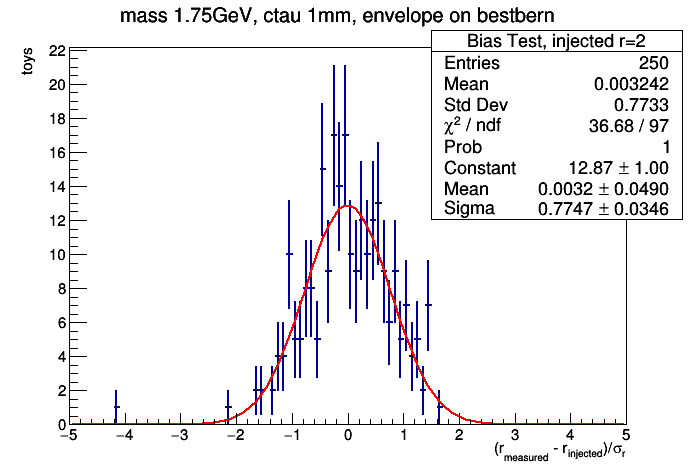 mass 1.75GeV, ctau 1mm, envelope on bestbern
toys
Bias Test, injected r=2
Entries 250
Mean 0.003242
Std Dev 0.7733
χ² / ndf 36.68 / 97
Prob 1
Constant 12.87 ± 1.00
Mean 0.0032 ± 0.0490
Sigma 0.7747 ± 0.0346
22
20
18
16
14
12
10
8
6
4
2
0
−5 −4 −3 −2 −1 0 1 2 3 4 5
(r_measured - r_injected)/σ_r